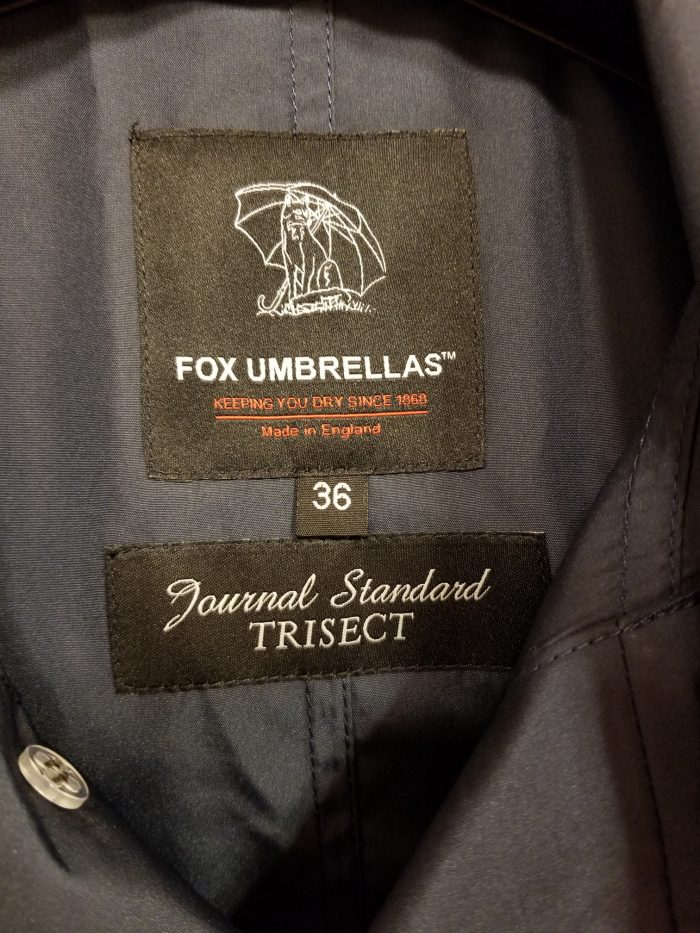 FOX UMBRELLAS™
KEEPING YOU DRY SINCE 1868
Made in England
36
Journal Standard
TRISECT